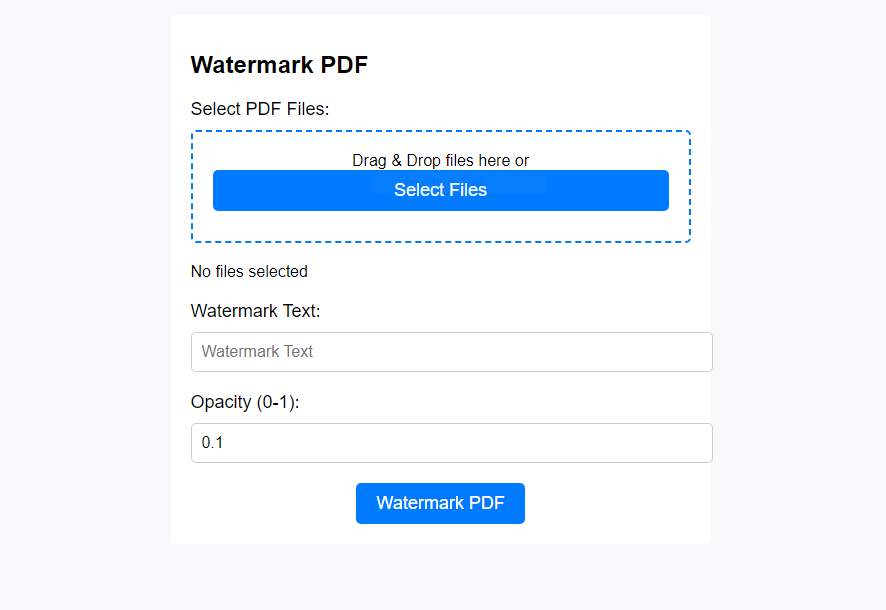 Watermark PDF
Select PDF Files:
Drag & Drop files here or
Select Files
No files selected
Watermark Text:
Watermark Text
Opacity (0-1):
0.1
Watermark PDF